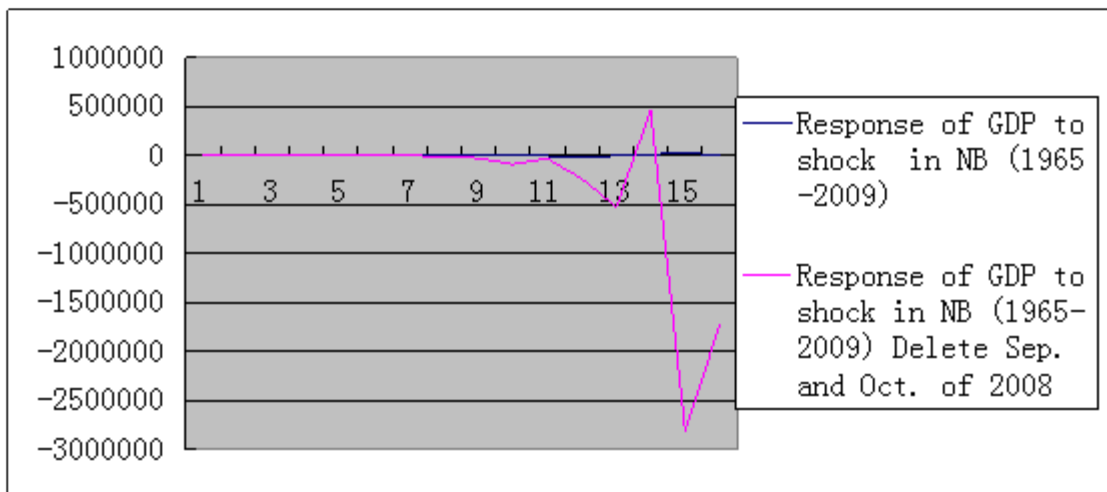 1000000
500000
0
-500000
-1000000
-1500000
-2000000
-2500000
-3000000
1 3 5 7 9 11 13 15
Response of GDP to
shock in NB (1965
-2009)
Response of GDP to
shock in NB (1965-
2009) Delete Sep.
and Oct. of 2008